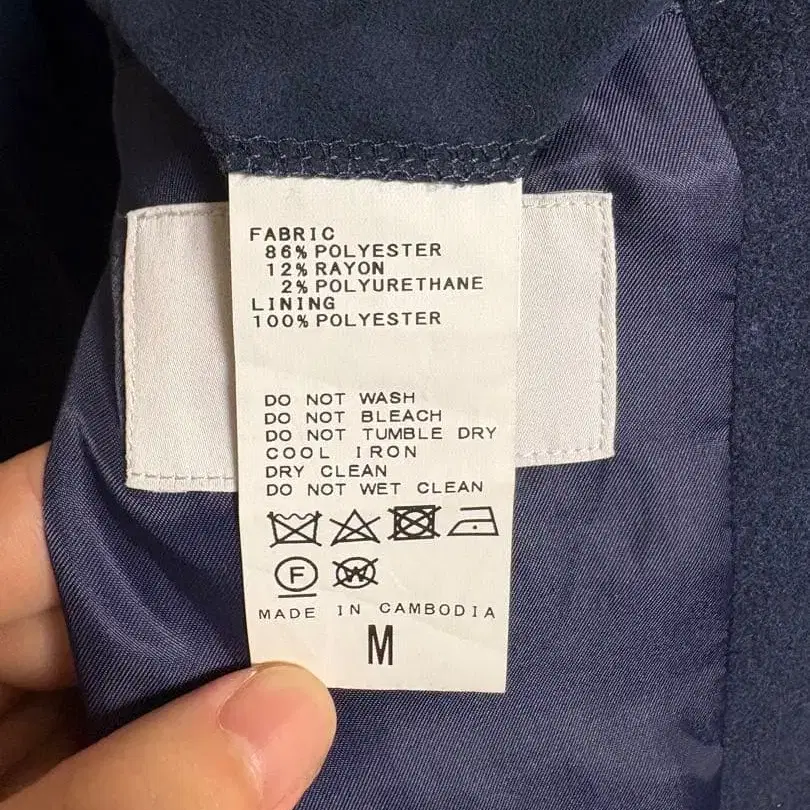 FABRIC
86% POLYESTER
12% RAYON
2% POLYURETHANE
LINING
100% POLYESTER
DO NOT WASH
DO NOT BLEACH
DO NOT TUMBLE DRY
COOL IRON
DRY CLEAN
DO NOT WET CLEAN
F W
MADE IN CAMBODIA
M